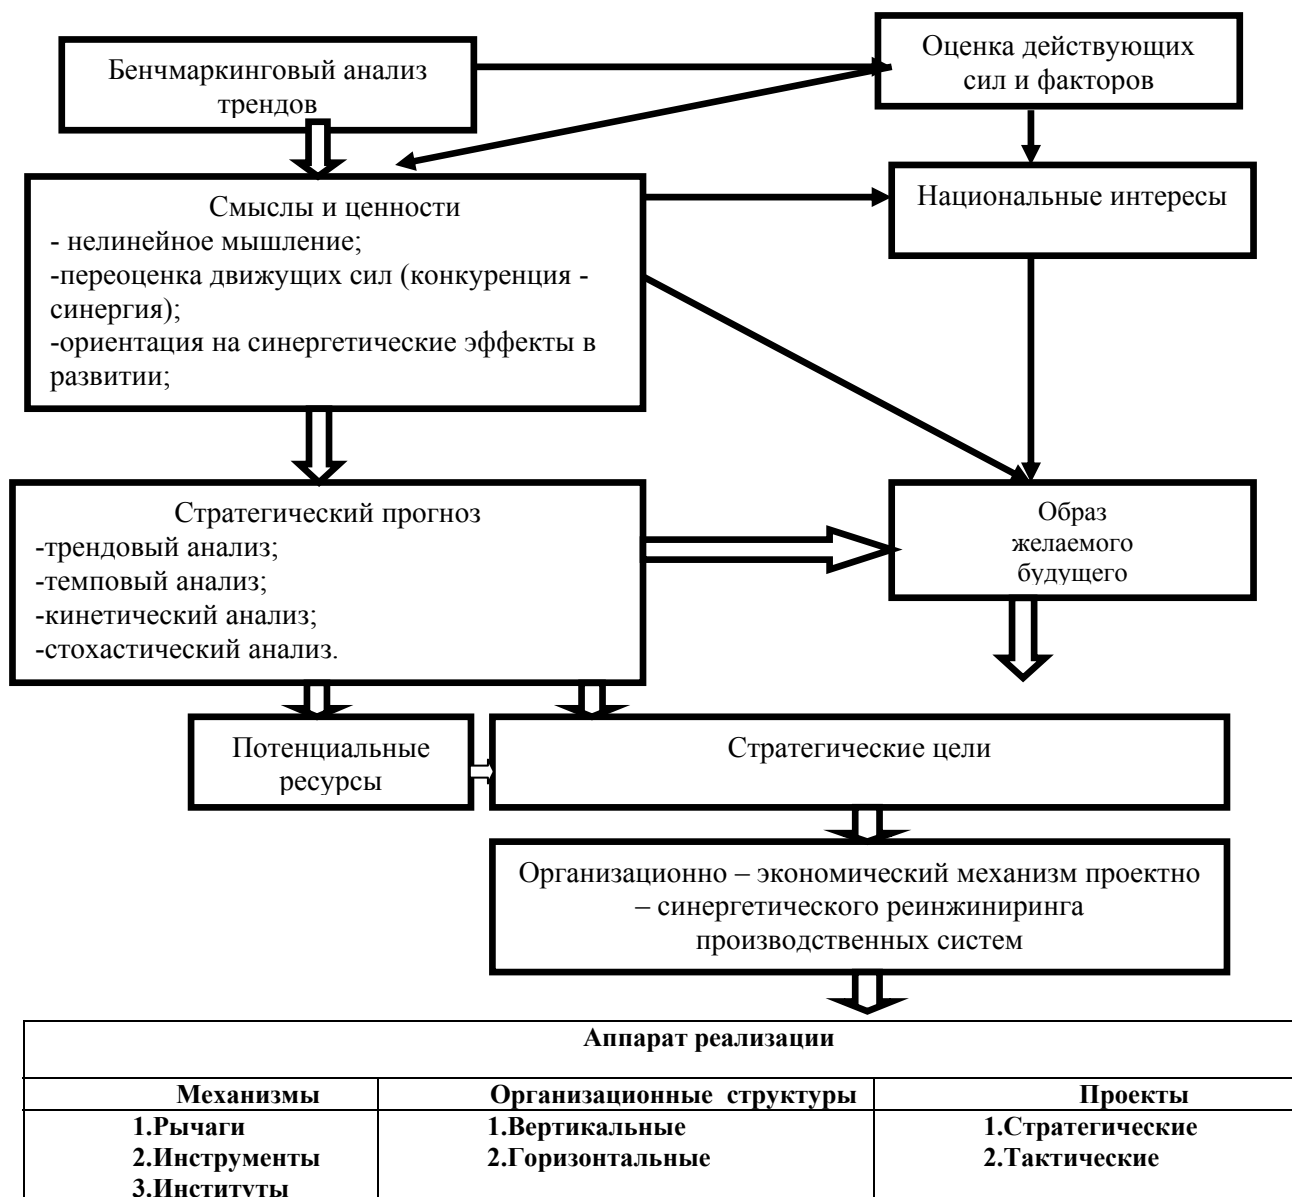 Бенчмаркинговый анализ
трендов
Оценка действующих
сил и факторов
Смыслы и ценности
- нелинейное мышление;
-переоценка движущих сил (конкуренция -
синергия);
-ориентация на синергетические эффекты в
развитии;
Национальные интересы
Стратегический прогноз
-трендовый анализ;
-темповый анализ;
-кинетический анализ;
-стохастический анализ.
Образ
желаемого
будущего
Потенциальные
ресурсы
Стратегические цели
Организационно – экономический механизм проектно
– синергетического реинжиниринга
производственных систем
Аппарат реализации
Механизмы
Организационные структуры
Проекты
1.Рычаги
2.Инструменты
3.Институты
1.Вертикальные
2.Горизонтальные
1.Стратегические
2.Тактические